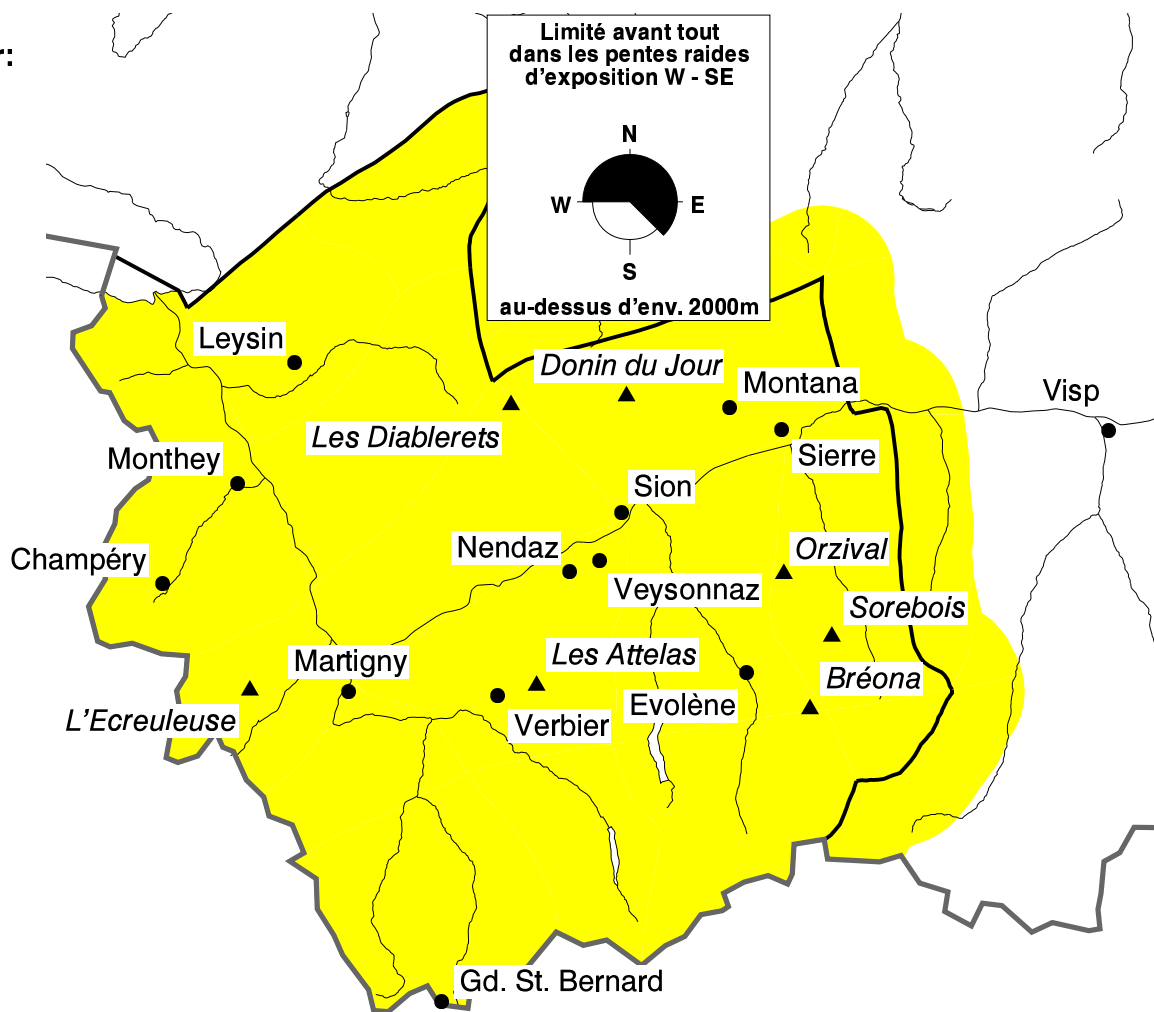 r:
Limité avant tout
dans les pentes raides
d'exposition W - SE
N
W
E
S
au-dessus d'env. 2000m
Leysin
Donin du Jour
Montana
Visp
Les Diablerets
Sierre
Monthey
Sion
Champéry
Nendaz
Orzival
Veysonnaz
Sorebois
Martigny
Les Attelas
Bréona
L'Ecreuleuse
Verbier
Evolène
Gd. St. Bernard